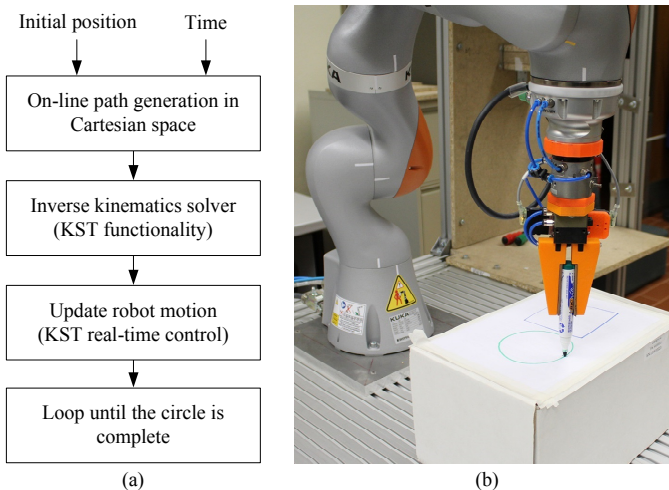 Initial position
Time
On-line path generation in
Cartesian space
Inverse kinematics solver
(KST functionality)
Update robot motion
(KST real-time control)
Loop until the circle is
complete
(a)
KUKA
(b)